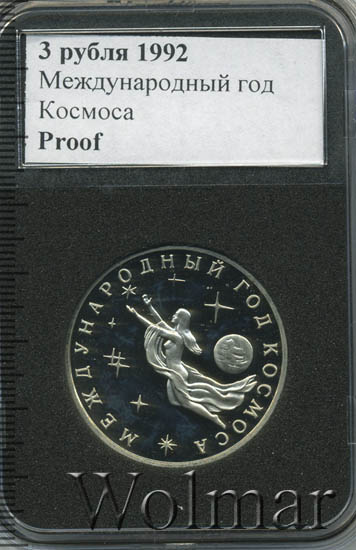 3 рубля 1992
Международный год
Космоса
Proof
МЕЖДУНАРОДНЫЙ ГОД КОСМОСА
Wolmar